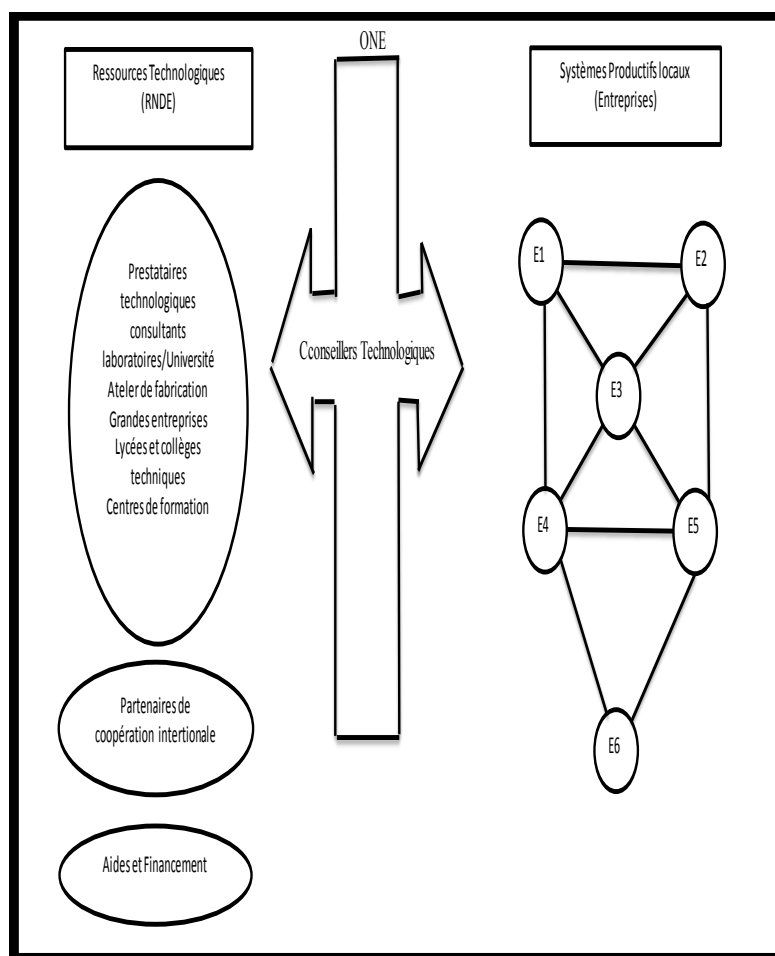 ONE
Ressources Technologiques
(RNDE)
Systèmes Productifs locaux
(Entreprises)
Prestataires
technologiques
consultants
laboratoires/Université
Ateler de fabrication
Grandes entreprises
Lycées et collèges
techniques
Centres de formation
Cconseillers Technologiques
E1
E2
E3
E4
E5
E6
Partenaires de
coopération intertionale
Aides et Financement